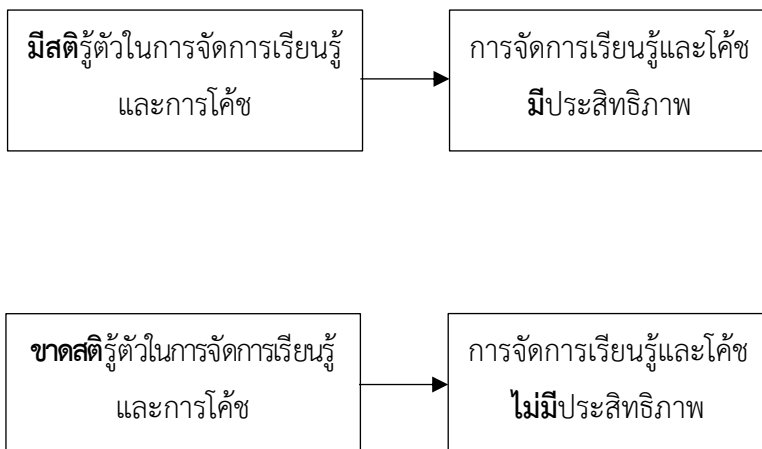 มีสติรู้ตัวในการจัดการเรียนรู้
และการโค้ช
การจัดการเรียนรู้และโค้ช
มีประสิทธิภาพ
ขาดสติรู้ตัวในการจัดการเรียนรู้
และการโค้ช
การจัดการเรียนรู้และโค้ช
ไม่มีประสิทธิภาพ